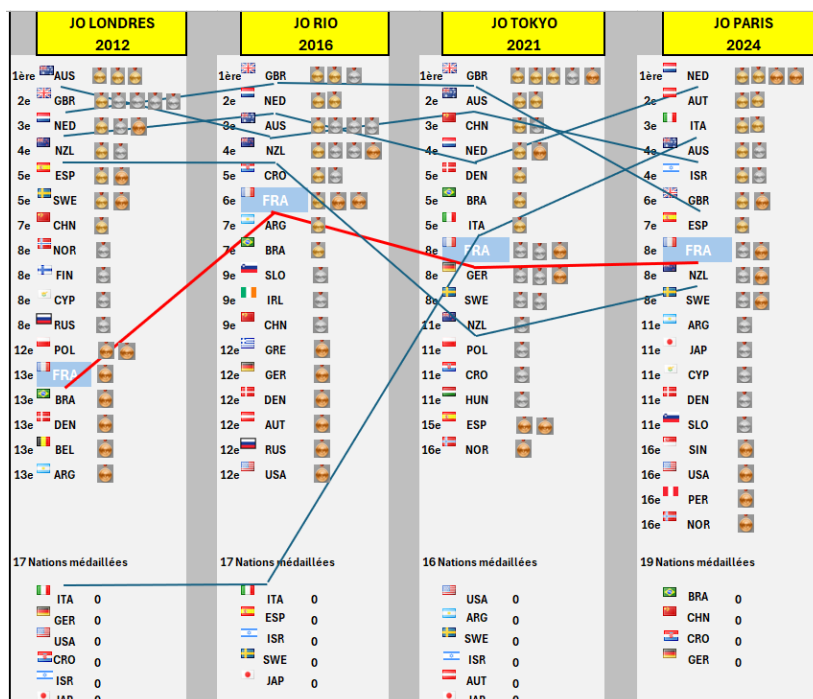 JO LONDRES
2012
1ère AUS
2e GBR
3e NED
4e NZL
5e ESP
5e SWE
7e CHN
8e NOR
8e FIN
8e CYP
8e RUS
12e POL
13e FRA
13e BRA
13e DEN
13e BEL
13e ARG
17 Nations médaillées
ITA 0
GER 0
USA 0
CRO 0
ISR 0
JAP 0
JO RIO
2016
1ère GBR
2e NED
3e AUS
4e NZL
5e CRO
6e FRA
7e ARG
7e BRA
9e SLO
9e IRL
9e CHN
12e GRE
12e GER
12e DEN
12e AUT
12e RUS
12e USA
17 Nations médaillées
ITA 0
ESP 0
ISR 0
SWE 0
JAP 0
JO TOKYO
2021
1ère GBR
2e AUS
3e CHN
4e NED
5e DEN
5e BRA
5e ITA
8e FRA
8e GER
8e SWE
11e NZL
11e POL
11e CRO
11e HUN
15e ESP
16e NOR
16 Nations médaillées
USA 0
ARG 0
SWE 0
ISR 0
AUT 0
JAP 0
JO PARIS
2024
1ère NED
2e AUT
3e ITA
4e AUS
4e ISR
6e GBR
7e ESP
8e FRA
8e NZL
8e SWE
11e ARG
11e JAP
11e CYP
11e DEN
11e SLO
16e SIN
16e USA
16e PER
16e NOR
19 Nations médaillées
BRA 0
CHN 0
CRO 0
GER 0